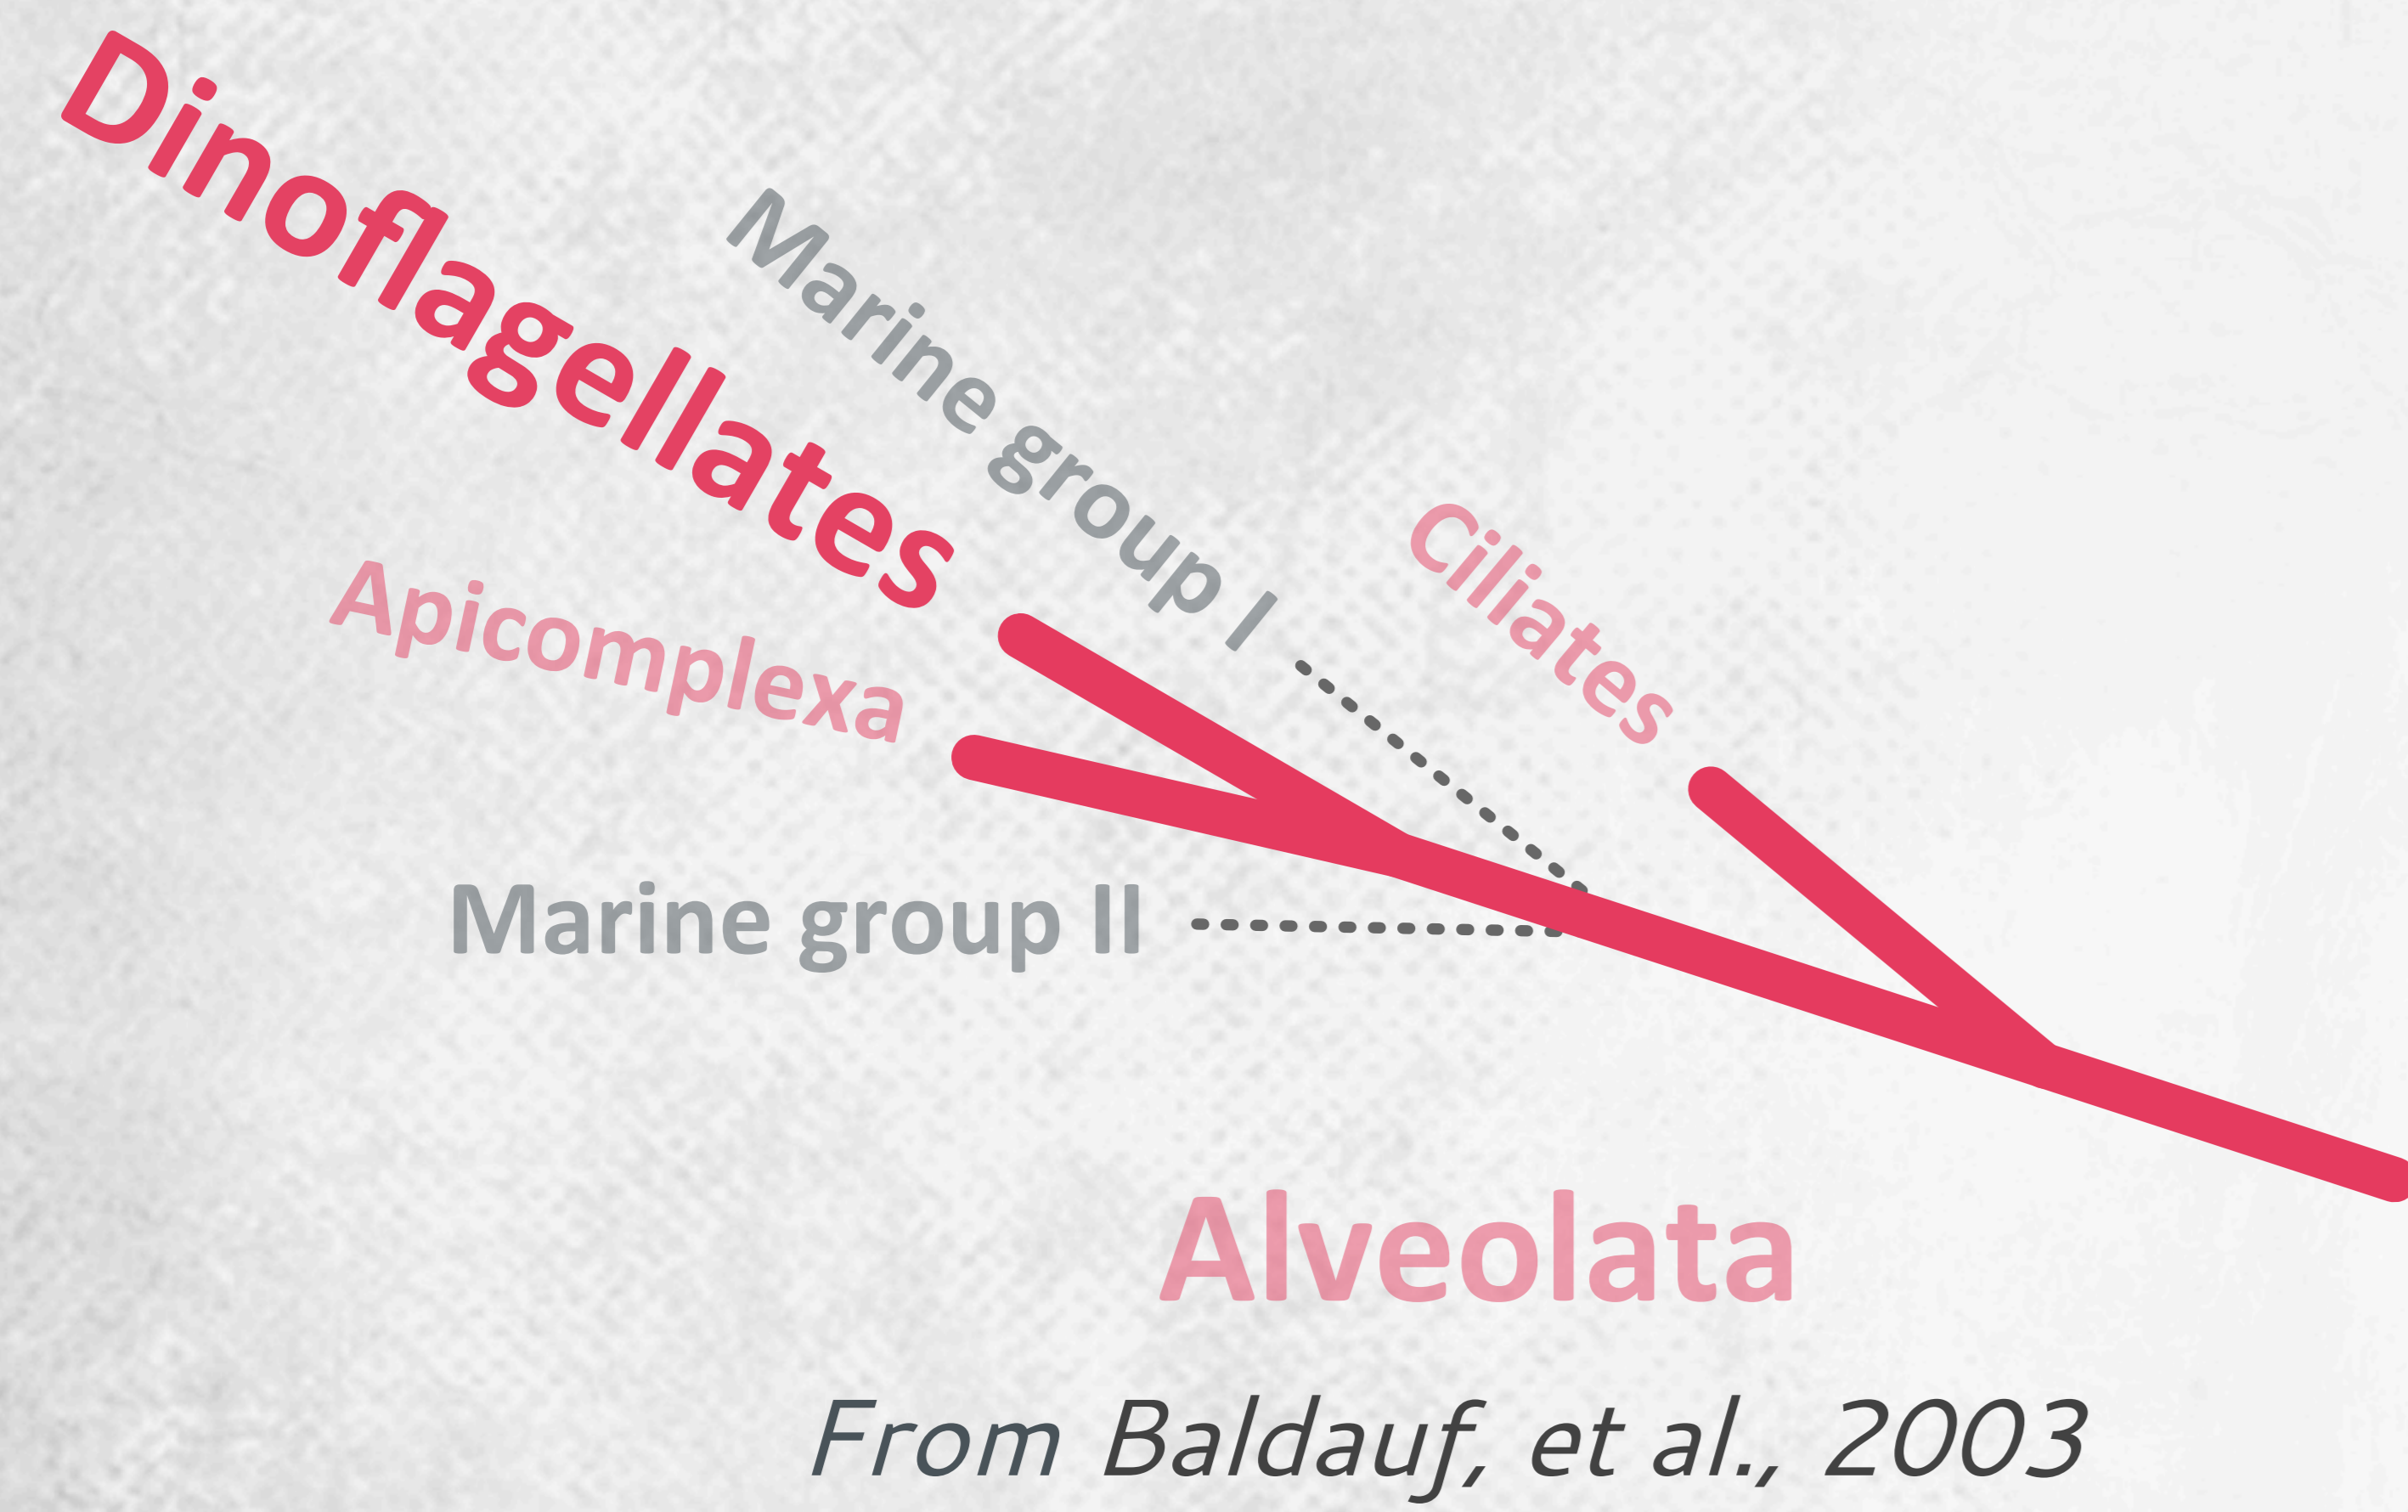 Dinoflagellates
Marine group I
Ciliates
Apicomplexa
Marine group II
Alveolata
From Baldauf, et al., 2003